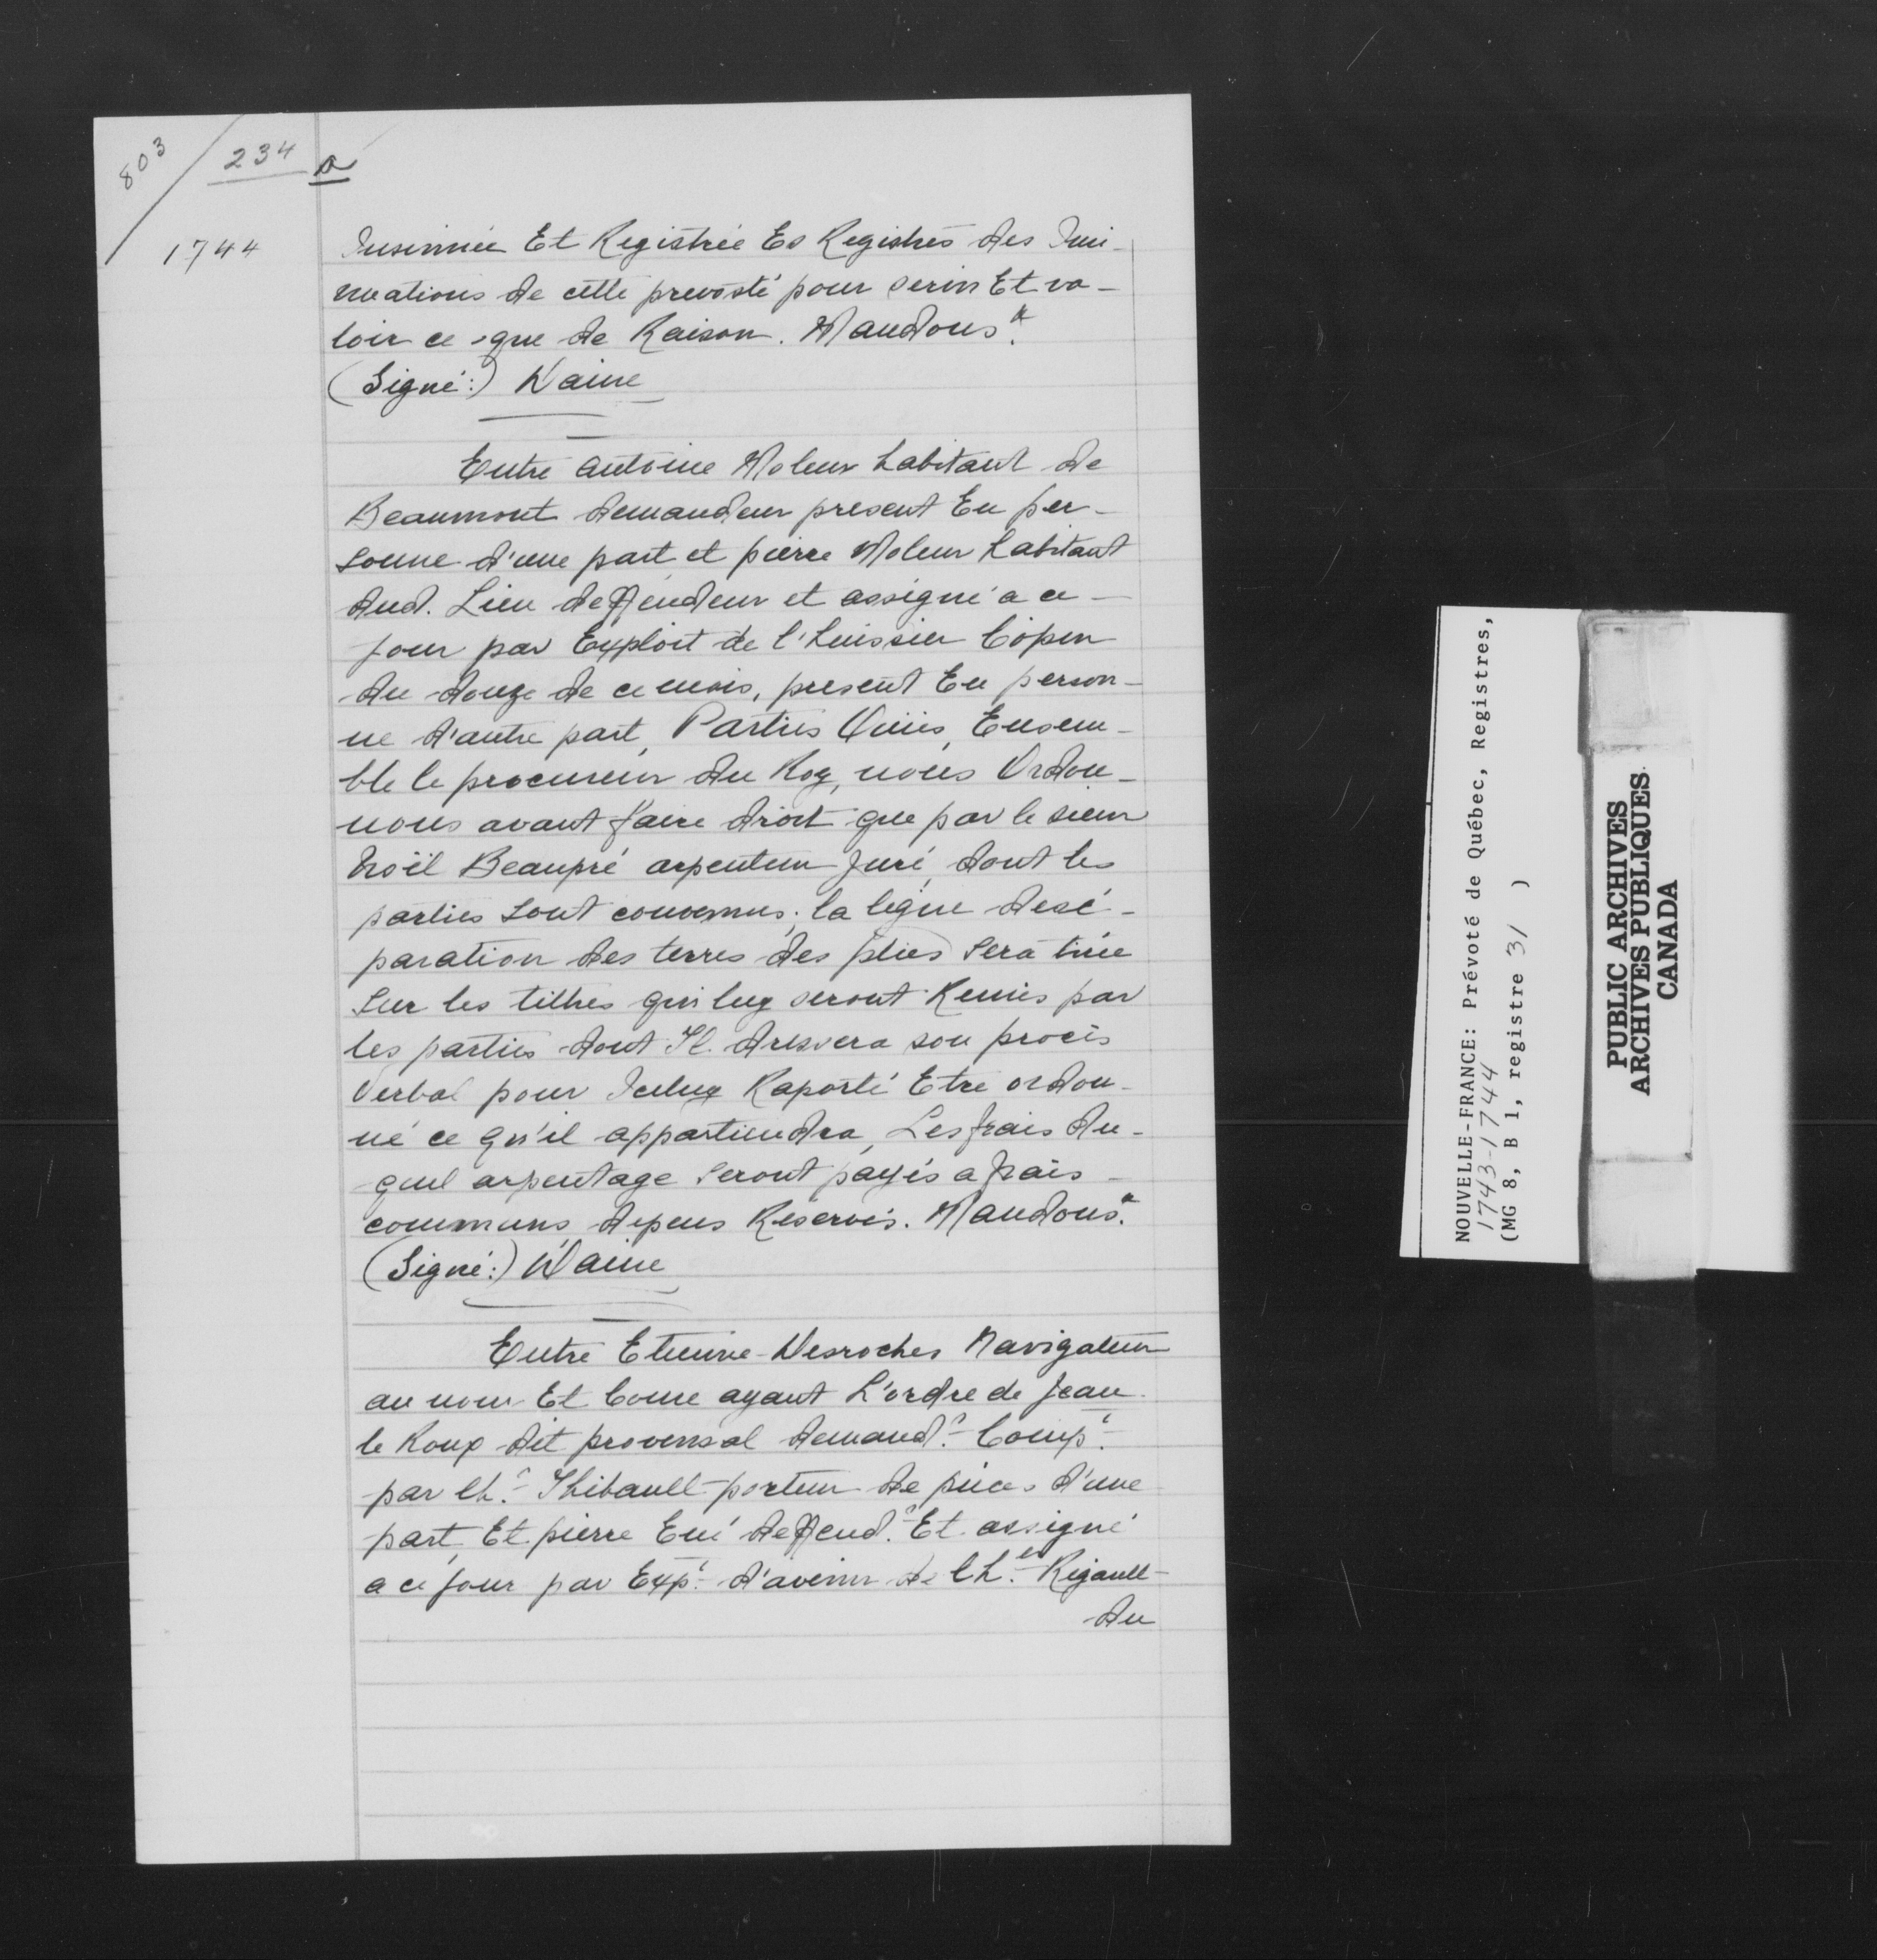 803
234 a
1744
Insinuée Et Registrée Es Registres des Insi-
nuations de cette prevosté pour servir Et va-
loir ce que de Raison. Mandons &.
(Signé:) Daine
Entre antoine Moleur habitant de
Beaumont demandeur present En per-
sonne d'une part et pierre Moleur habitant
dud. Lieu deffendeur et assigné a ce
jour par Exploit de l'huissier
du douze de ce mois, present En person-
ne d'autre part, Parties Ouiies, Ensem-
ble le procureur du Roy, nous Ordon-
nons avant faire droit que par le sieur
Noël Beaupré arpenteur juré, dont les
parties sont convenus, la ligne desé-
paration des terres des pties sera tirée
sur les tiltres qui luy seront Remis par
les parties dont Il dressera son procès
Verbal pour Iceluy Raporté Etre ordon-
né ce qu'il appartiendra, Les frais du-
quel arpentage seront payés a frais
communs, depens Reservés. Mandons &.
(Signé:) Daine
Entre Etienne Desroches Navigateur
au nom Et Come ayant L'ordre de Jean
le Roux dit provensal demand.r Comp.t
par Ch.s Thibault porteur de pieces d'une
part, Et pierre deffend.r Et assigné
a ce jour par Exp.t d'avenir de Ch.les Rigault
du
NOUVELLE-FRANCE: Prévoté de Québec, Registres,
1743-1744
(MG 8, B 1, registre 31 )
PUBLIC ARCHIVES
ARCHIVES PUBLIQUES
CANADA